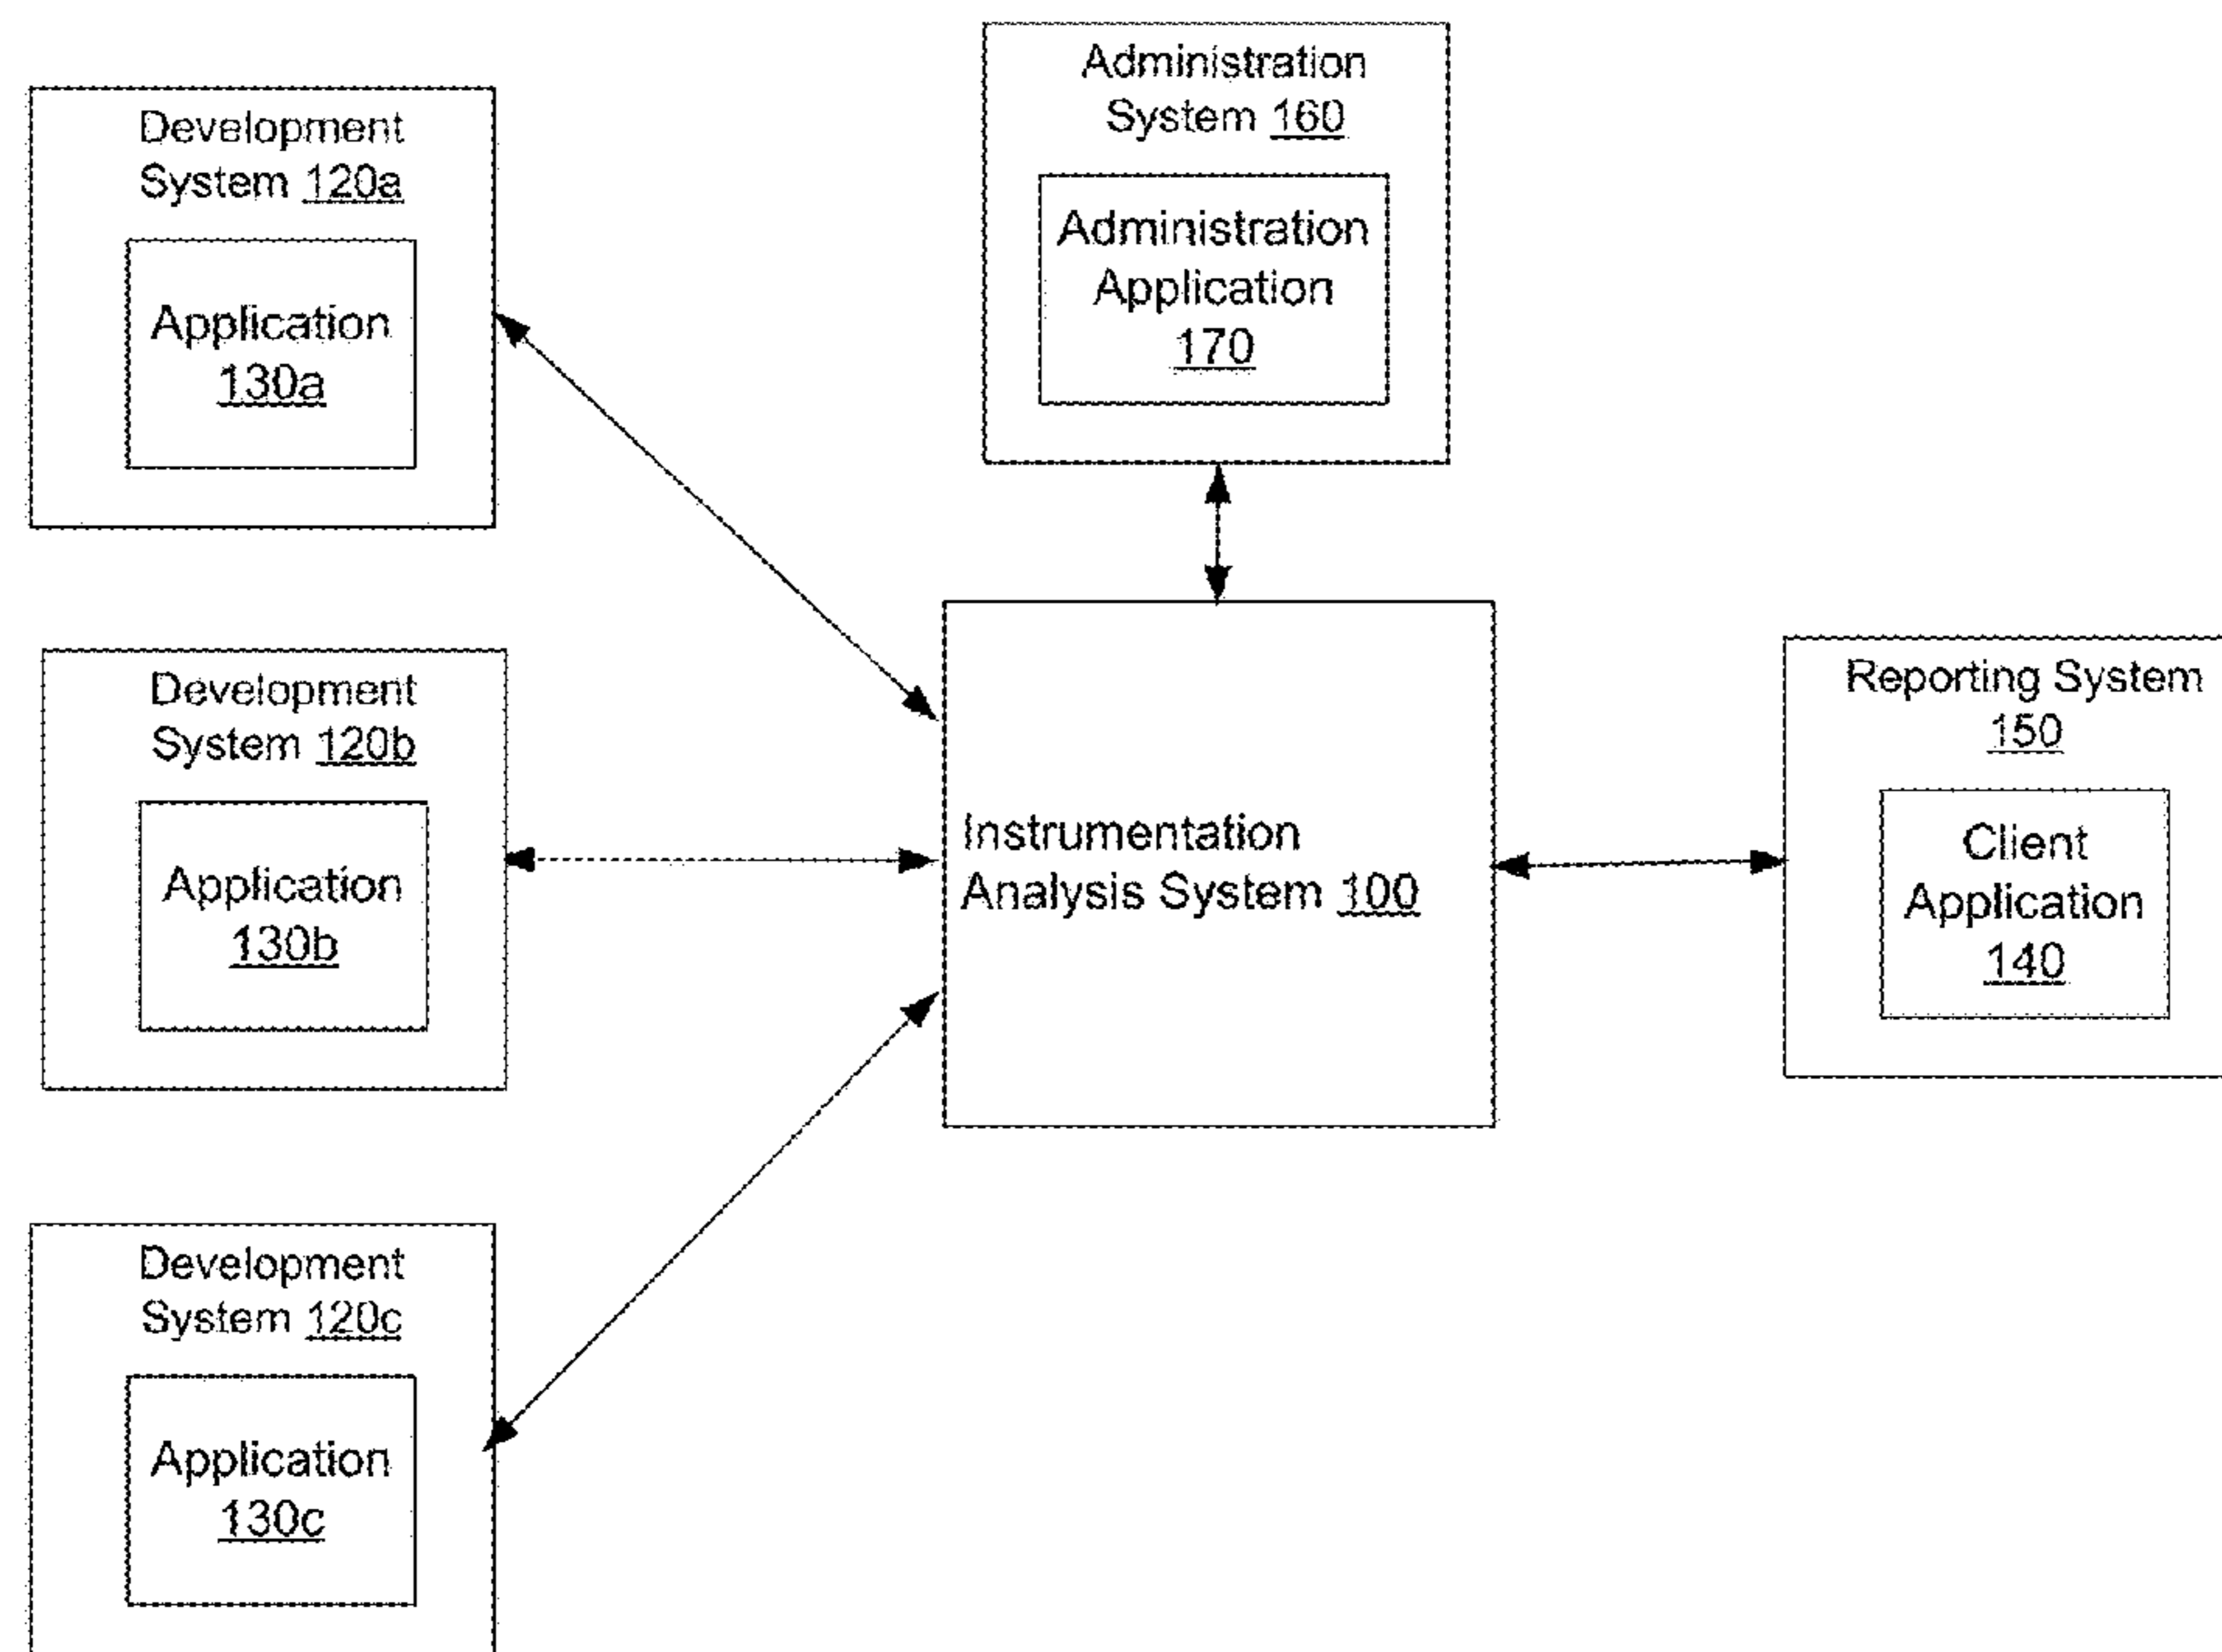 Development
System 120a
Application
130a
Administration
System 160
Administration
Application
170
Development
System 120b
Application
130b
Instrumentation
Analysis System 100
Reporting System
150
Client
Application
140
Development
System 120c
Application
130c